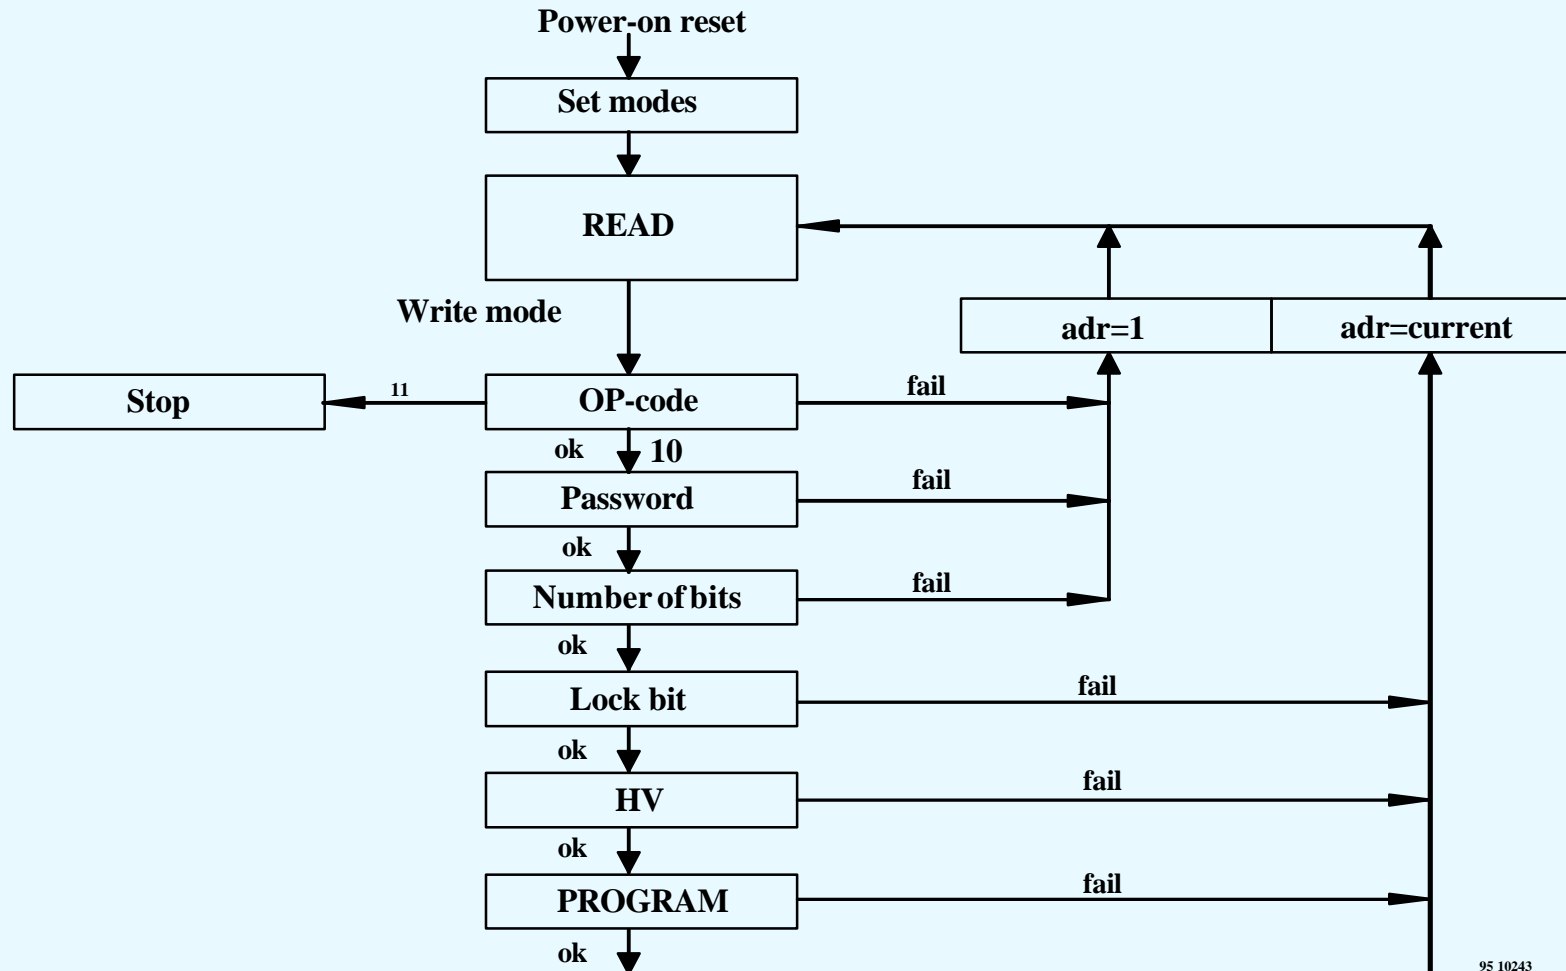 Power-on reset
Set modes
READ
Write mode
adr=1
adr=current
Stop
11
OP-code
fail
ok
10
Password
fail
ok
Number of bits
fail
ok
Lock bit
fail
ok
HV
fail
ok
PROGRAM
fail
ok
95 10243